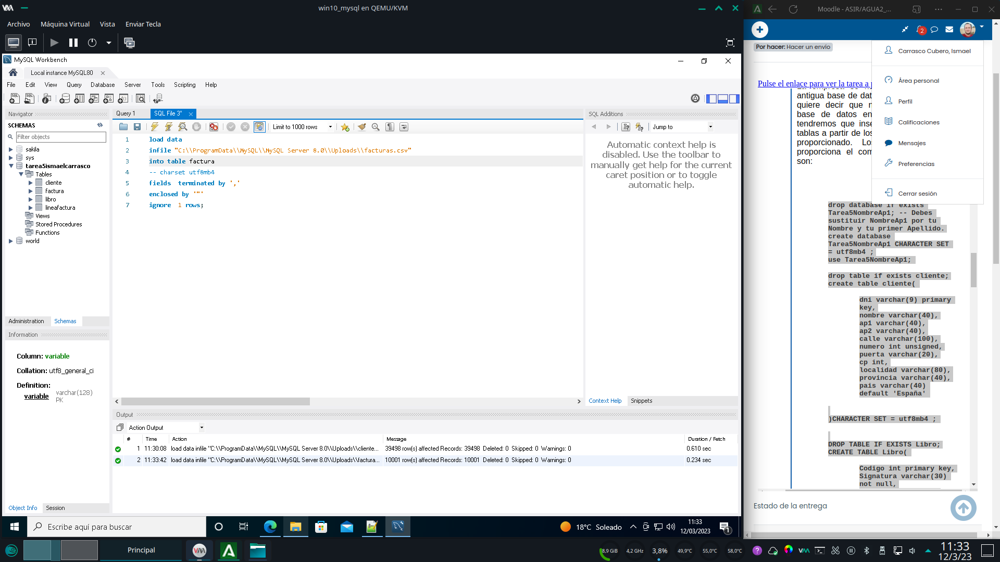 win10_mysql en QEMU/KVM
Archivo Máquina Virtual Vista Enviar Tecla
MySQL Workbench
Local instance MySQL80
File Edit View Query Database Server Tools Scripting Help
Navigator
SCHEMAS
Filter objects
sakila
sys
tarea5ismaelcarrasco
Tables
cliente
factura
libro
lineafactura
Views
Stored Procedures
Functions
world
Administration Schemas
Information
Column: variable
Collation: utf8_general_ci
Definition:
variable varchar(128)
PK
Object Info Session
Query 1 SQL File 3*
Limit to 1000 rows
1 load data
2 infile "C:\\ProgramData\\MySQL\\MySQL Server 8.0\\Uploads\\facturas.csv"
3 into table factura
4 -- charset utf8mb4
5 fields terminated by ','
6 enclosed by '"'
7 ignore 1 rows;
SQL Additions
Jump to
Automatic context help is
disabled. Use the toolbar to
manually get help for the current
caret position or to toggle
automatic help.
Context Help Snippets
Output
Action Output
# Time Action Message Duration / Fetch
1 11:30:08 load data infile "C:\\ProgramData\\MySQL\\MySQL Server 8.0\\Uploads\\cliente... 39498 row(s) affected Records: 39498 Deleted: 0 Skipped: 0 Warnings: 0 0.610 sec
2 11:33:42 load data infile "C:\\ProgramData\\MySQL\\MySQL Server 8.0\\Uploads\\factura... 10001 row(s) affected Records: 10001 Deleted: 0 Skipped: 0 Warnings: 0 0.234 sec
Escribe aquí para buscar
18°C Soleado
11:33
12/03/2023
1
Moodle - ASIR/AGUA2_...
2
Por hacer: Hacer un envío
Carrasco Cubero, Ismael
Área personal
Perfil
Calificaciones
Mensajes
Preferencias
Cerrar sesión
Pulse el enlace para ver la tarea a
antigua base de dat
quiere decir que
base de datos en
tendremos que inse
tablas a partir de los
proporcionado. Los
proporciona el com
son:
drop database if exists
Tarea5NombreAp1; -- Debes
sustituir NombreAp1 por tu
Nombre y tu primer Apellido.
create database
Tarea5NombreAp1 CHARACTER SET
= utf8mb4 ;
use Tarea5NombreAp1;
drop table if exists cliente;
create table cliente(
dni varchar(9) primary
key,
nombre varchar(40),
ap1 varchar(40),
ap2 varchar(40),
calle varchar(100),
numero int unsigned,
puerta varchar(20),
cp int,
localidad varchar(80),
provincia varchar(40),
pais varchar(40)
default 'España'
)CHARACTER SET = utf8mb4 ;
DROP TABLE IF EXISTS Libro;
CREATE TABLE Libro(
Codigo int primary key,
Signatura varchar(30)
not null,
Estado de la entrega
Principal
8,9 GiB 4,2 GHz 3,8% 49,9°C 55,0°C 58,0°C
11:33
12/3/23